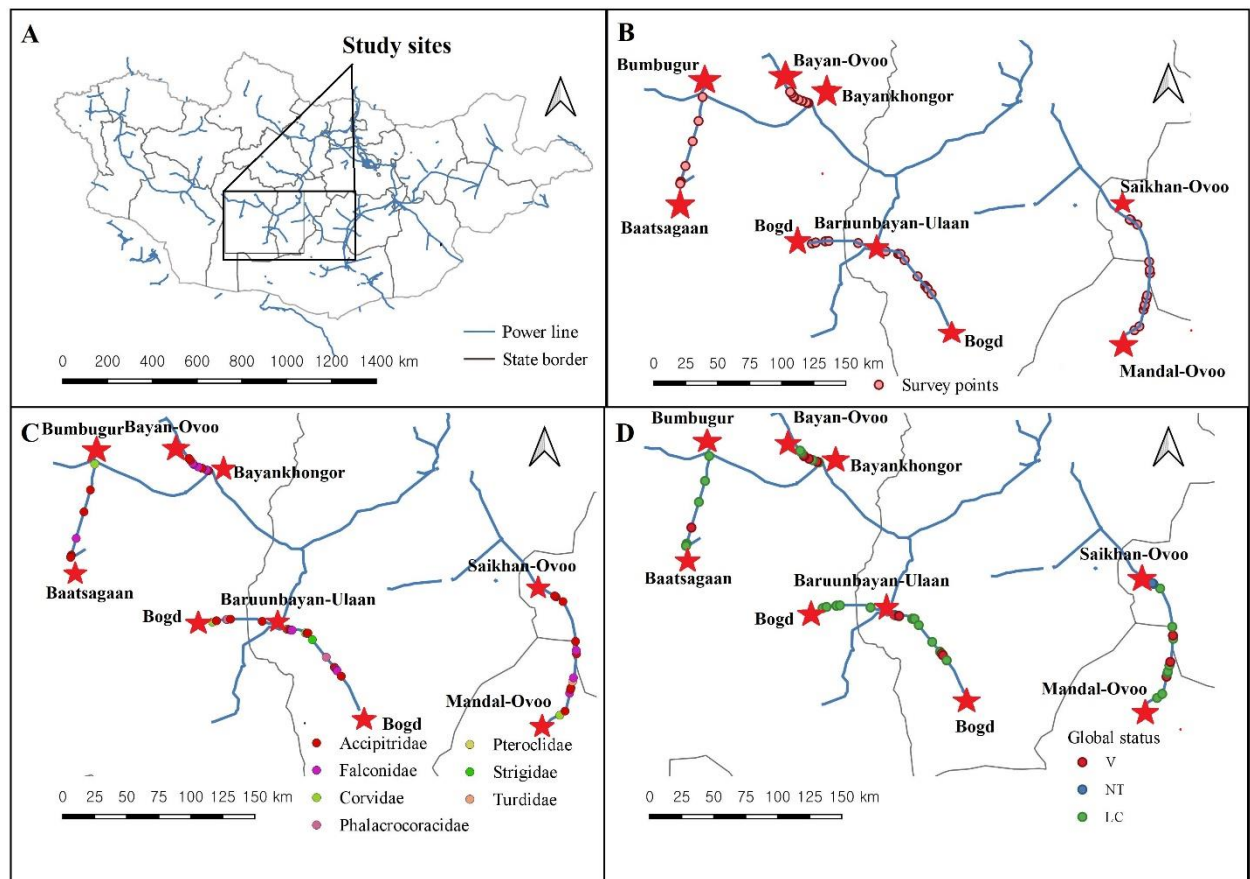 A
Study sites
Power line
State border
0 200 400 600 800 1000 1200 1400 km
B
Bumbugur
Bayan-Ovoo
Bayankhongor
Saikhan-Ovoo
Baatsagaan
Bogd
Baruunbayan-Ulaan
Bogd
Mandal-Ovoo
0 25 50 75 100 125 150 km
Survey points
C
Bumbugur
Bayan-Ovoo
Bayankhongor
Baatsagaan
Saikhan-Ovoo
Bogd
Baruunbayan-Ulaan
Mandal-Ovoo
Bogd
Accipitridae
Falconidae
Corvidae
Phalacrocoracidae
Pteroclidae
Strigidae
Turdidae
0 25 50 75 100 125 150 km
D
Bumbugur
Bayan-Ovoo
Bayankhongor
Saikhan-Ovoo
Baatsagaan
Baruunbayan-Ulaan
Bogd
Mandal-Ovoo
Bogd
Global status
V
NT
LC
0 25 50 75 100 125 150 km